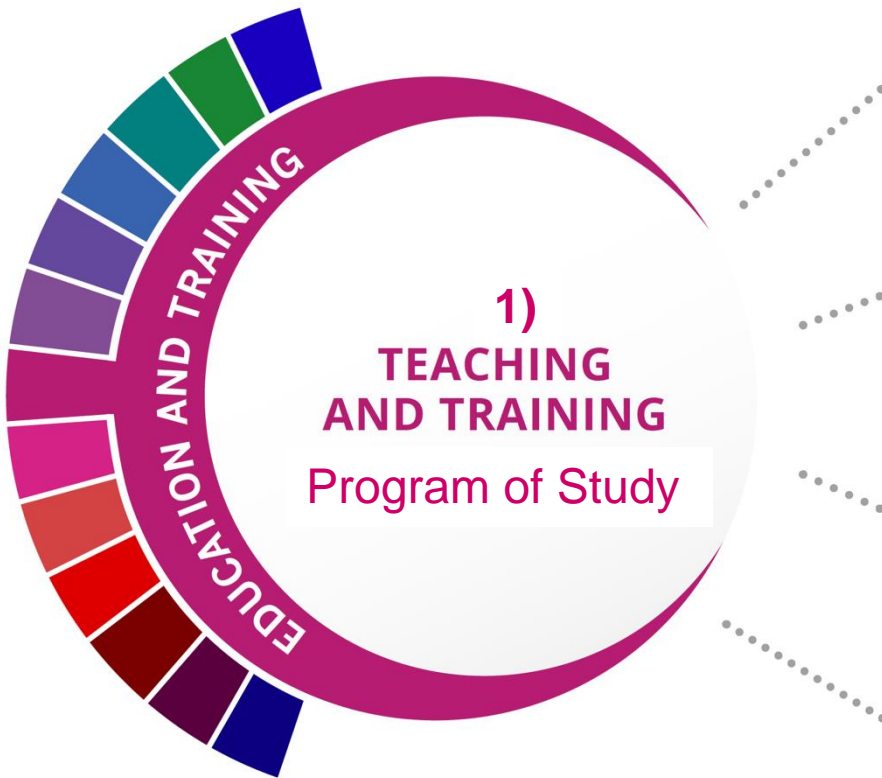 EDUCATION AND TRAINING
1)
TEACHING
AND TRAINING
Program of Study